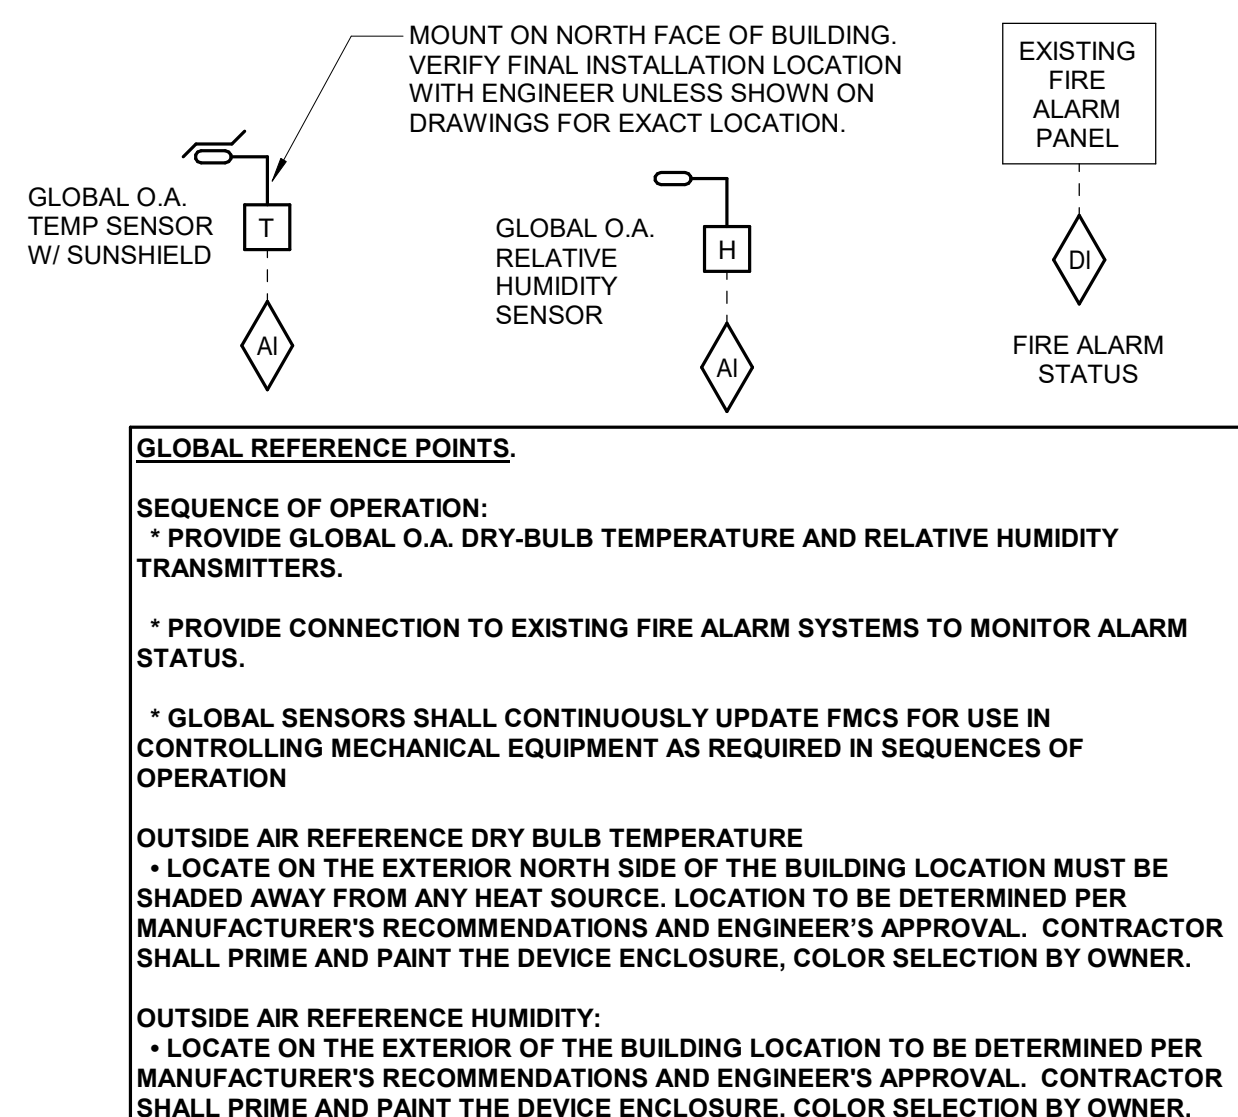 MOUNT ON NORTH FACE OF BUILDING.
VERIFY FINAL INSTALLATION LOCATION
WITH ENGINEER UNLESS SHOWN ON
DRAWINGS FOR EXACT LOCATION.
GLOBAL O.A.
TEMP SENSOR
W/ SUNSHIELD
T
AI
GLOBAL O.A.
RELATIVE
HUMIDITY
SENSOR
H
AI
EXISTING
FIRE
ALARM
PANEL
DI
FIRE ALARM
STATUS
GLOBAL REFERENCE POINTS.
SEQUENCE OF OPERATION:
* PROVIDE GLOBAL O.A. DRY-BULB TEMPERATURE AND RELATIVE HUMIDITY
TRANSMITTERS.
* PROVIDE CONNECTION TO EXISTING FIRE ALARM SYSTEMS TO MONITOR ALARM
STATUS.
* GLOBAL SENSORS SHALL CONTINUOUSLY UPDATE FMCS FOR USE IN
CONTROLLING MECHANICAL EQUIPMENT AS REQUIRED IN SEQUENCES OF
OPERATION
OUTSIDE AIR REFERENCE DRY BULB TEMPERATURE
• LOCATE ON THE EXTERIOR NORTH SIDE OF THE BUILDING LOCATION MUST BE
SHADED AWAY FROM ANY HEAT SOURCE. LOCATION TO BE DETERMINED PER
MANUFACTURER'S RECOMMENDATIONS AND ENGINEER’S APPROVAL.  CONTRACTOR
SHALL PRIME AND PAINT THE DEVICE ENCLOSURE, COLOR SELECTION BY OWNER.
OUTSIDE AIR REFERENCE HUMIDITY:
• LOCATE ON THE EXTERIOR OF THE BUILDING LOCATION TO BE DETERMINED PER
MANUFACTURER'S RECOMMENDATIONS AND ENGINEER'S APPROVAL.  CONTRACTOR
SHALL PRIME AND PAINT THE DEVICE ENCLOSURE, COLOR SELECTION BY OWNER.